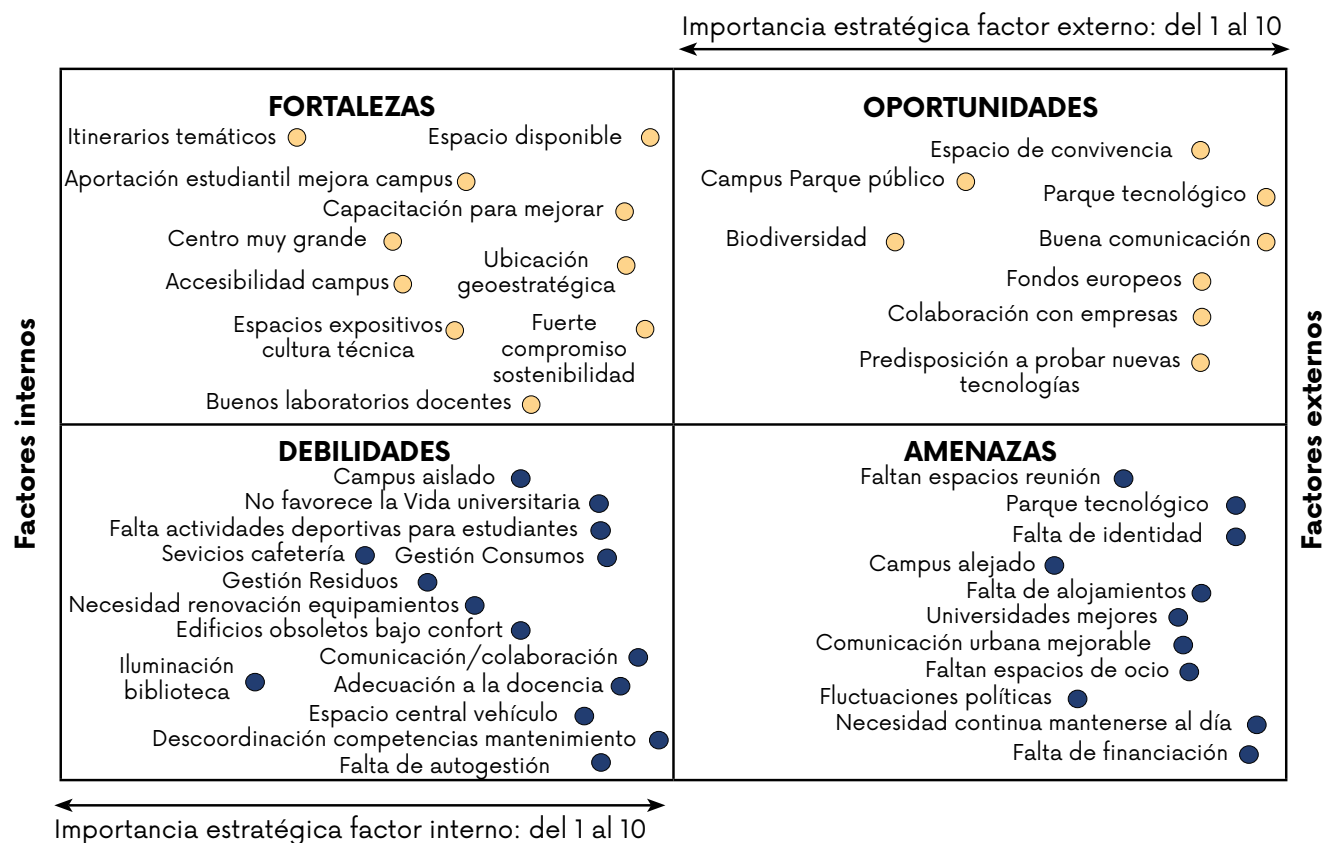 Importancia estratégica factor externo: del 1 al 10
Factores internos
FORTALEZAS
Itinerarios temáticos
Espacio disponible
Aportación estudiantil mejora campus
Capacitación para mejorar
Centro muy grande
Ubicación
geoestratégica
Accesibilidad campus
Espacios expositivos
cultura técnica
Fuerte
compromiso
sostenibilidad
Buenos laboratorios docentes
OPORTUNIDADES
Espacio de convivencia
Campus Parque público
Parque tecnológico
Biodiversidad
Buena comunicación
Fondos europeos
Colaboración con empresas
Predisposición a probar nuevas
tecnologías
Factores externos
DEBILIDADES
Campus aislado
No favorece la Vida universitaria
Falta actividades deportivas para estudiantes
Sevicios cafetería
Gestión Consumos
Gestión Residuos
Necesidad renovación equipamientos
Edificios obsoletos bajo confort
Comunicación/colaboración
Iluminación
biblioteca
Adecuación a la docencia
Espacio central vehículo
Descoordinación competencias mantenimiento
Falta de autogestión
AMENAZAS
Faltan espacios reunión
Parque tecnológico
Falta de identidad
Campus alejado
Falta de alojamientos
Universidades mejores
Comunicación urbana mejorable
Faltan espacios de ocio
Fluctuaciones políticas
Necesidad continua mantenerse al día
Falta de financiación
Importancia estratégica factor interno: del 1 al 10